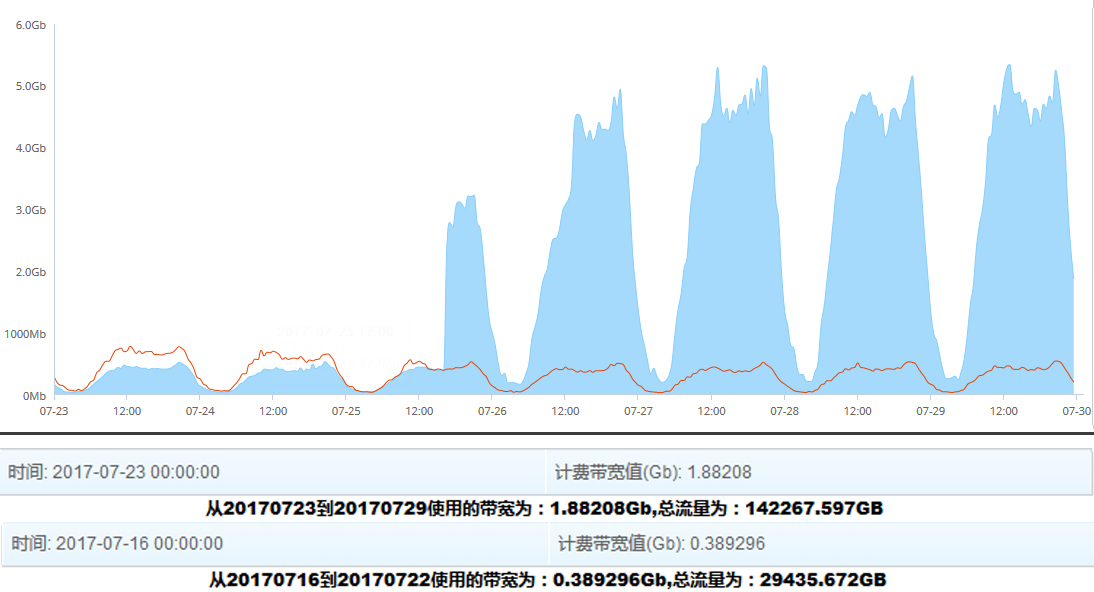 6.0Gb
5.0Gb
4.0Gb
3.0Gb
2.0Gb
1000Mb
0Mb
07-23 12:00 07-24 12:00 07-25 12:00 07-26 12:00 07-27 12:00 07-28 12:00 07-29 12:00 07-30
时间: 2017-07-23 00:00:00 计费带宽值(Gb): 1.88208
从20170723到20170729使用的带宽为：1.88208Gb,总流量为：142267.597GB
时间: 2017-07-16 00:00:00 计费带宽值(Gb): 0.389296
从20170716到20170722使用的带宽为：0.389296Gb,总流量为：29435.672GB